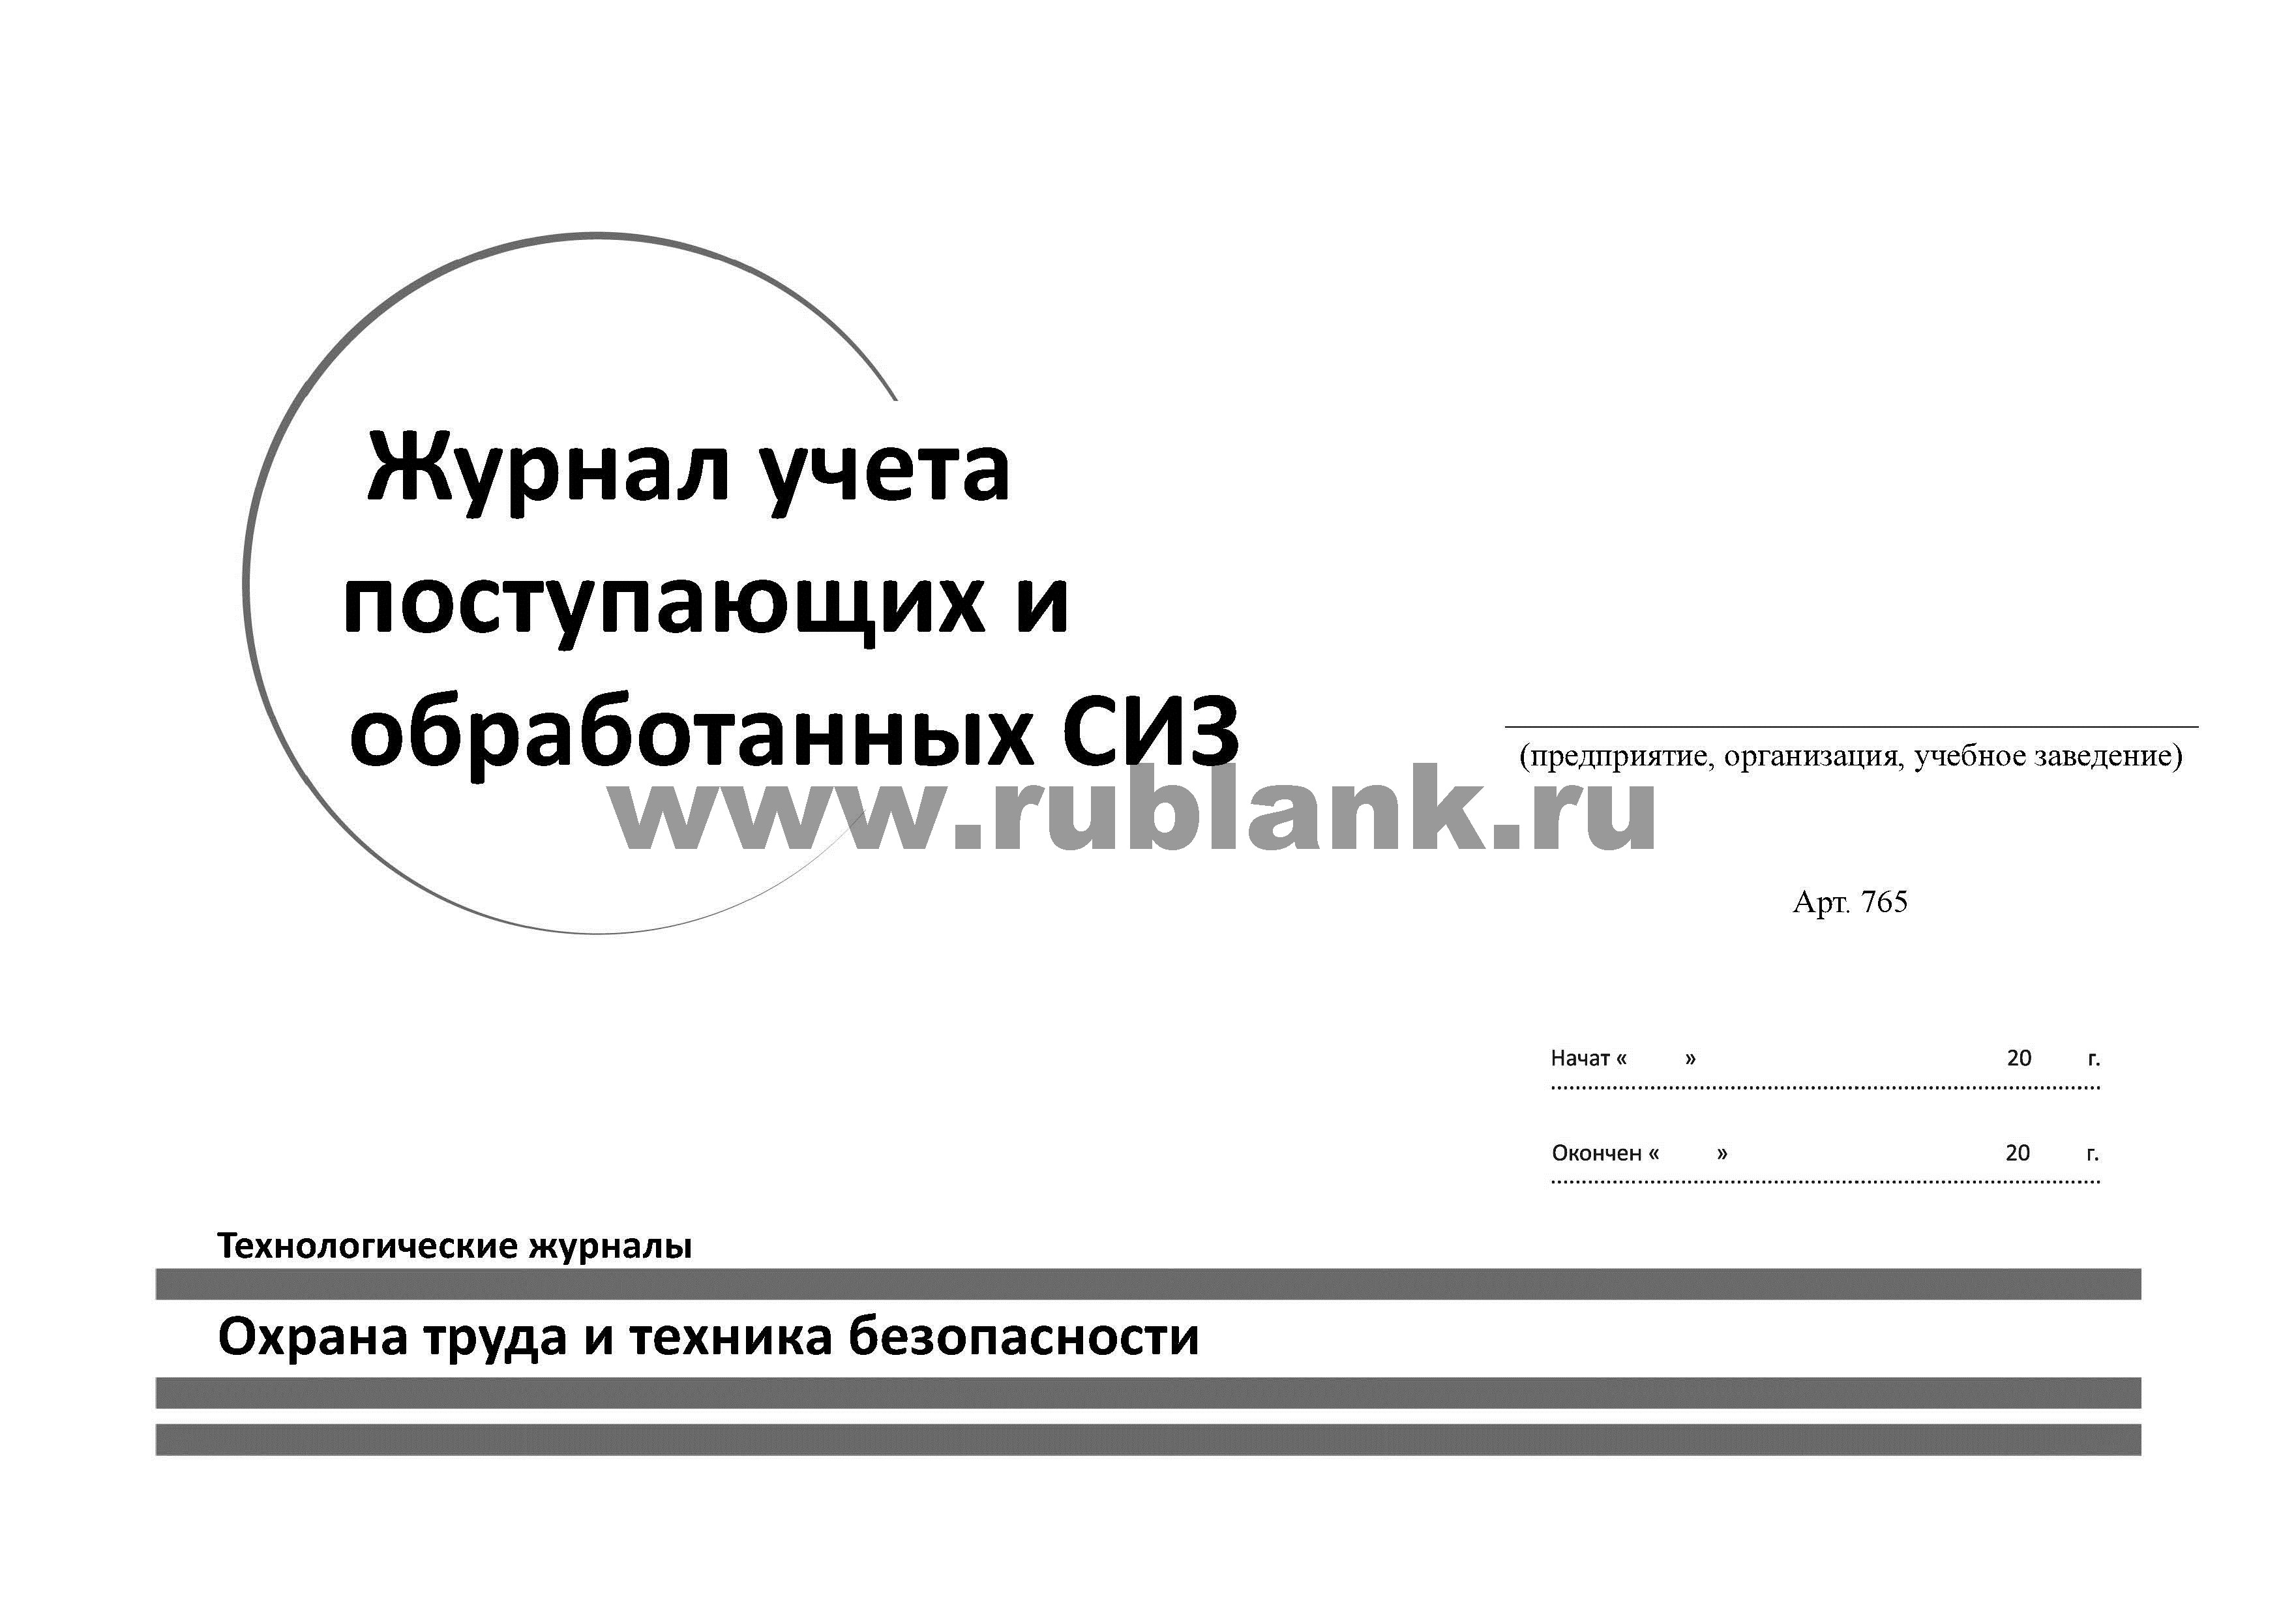 Журнал учета
поступающих и
обработанных СИЗ
(предприятие, организация, учебное заведение)
www.rublank.ru
Арт. 765
Начат « » 20 г.
Окончен « » 20 г.
Технологические журналы
Охрана труда и техника безопасности